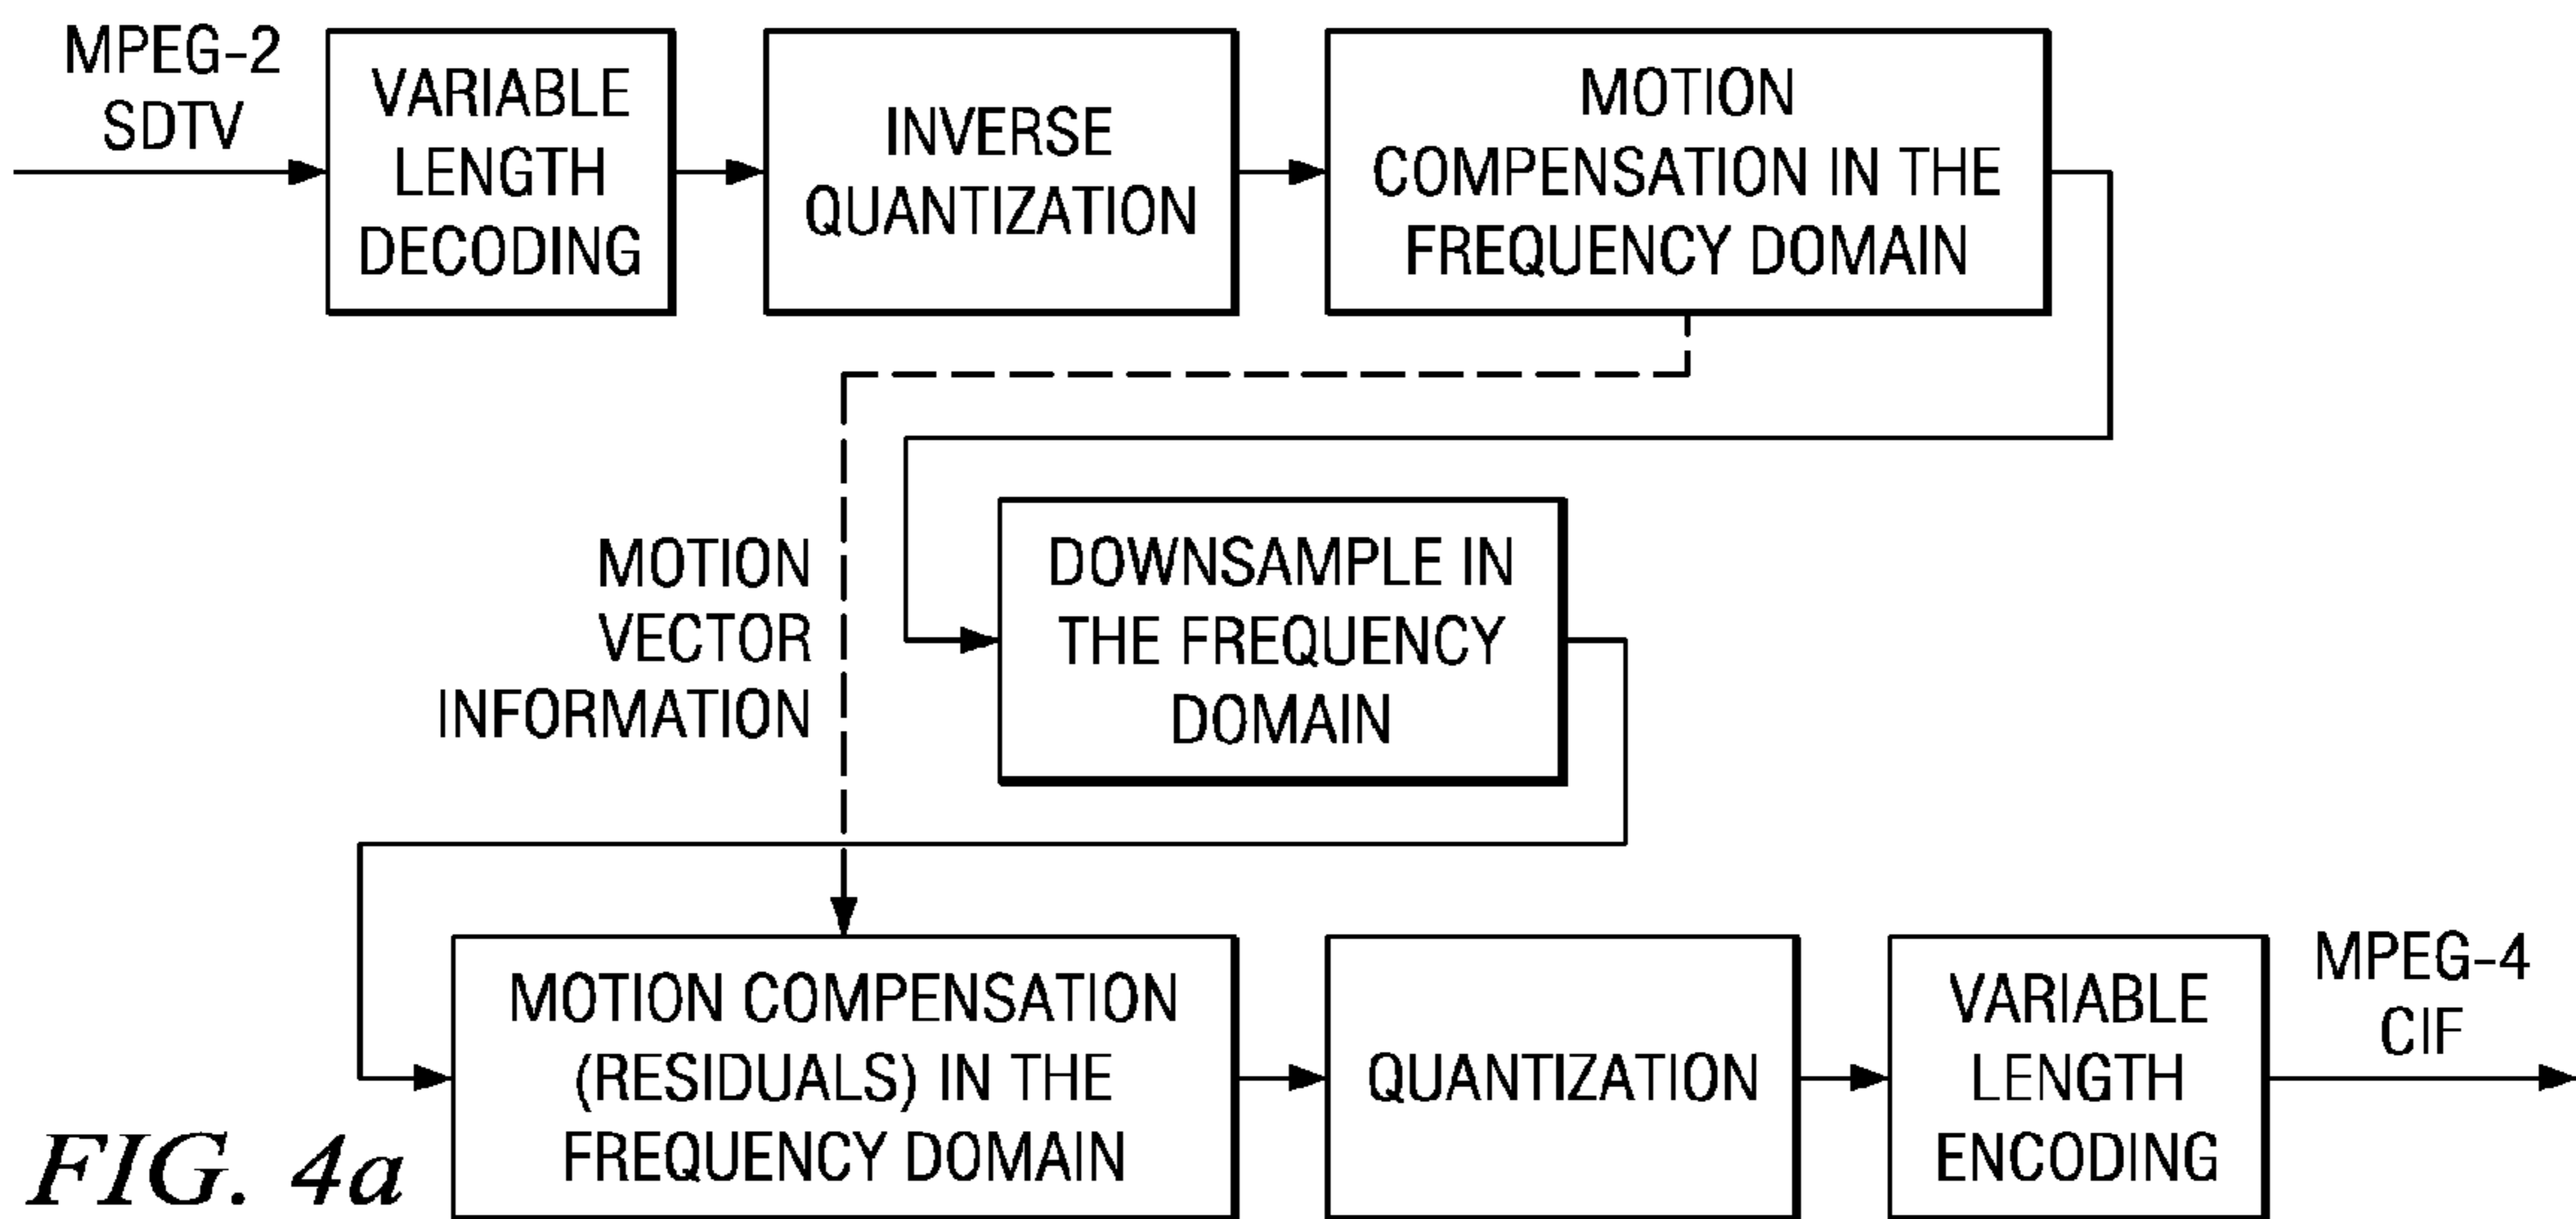 MPEG-2
SDTV
VARIABLE
LENGTH
DECODING
INVERSE
QUANTIZATION
MOTION
COMPENSATION IN THE
FREQUENCY DOMAIN
MOTION
VECTOR
INFORMATION
DOWNSAMPLE IN
THE FREQUENCY
DOMAIN
MOTION COMPENSATION
(RESIDUALS) IN THE
FREQUENCY DOMAIN
QUANTIZATION
VARIABLE
LENGTH
ENCODING
MPEG-4
CIF
FIG. 4a